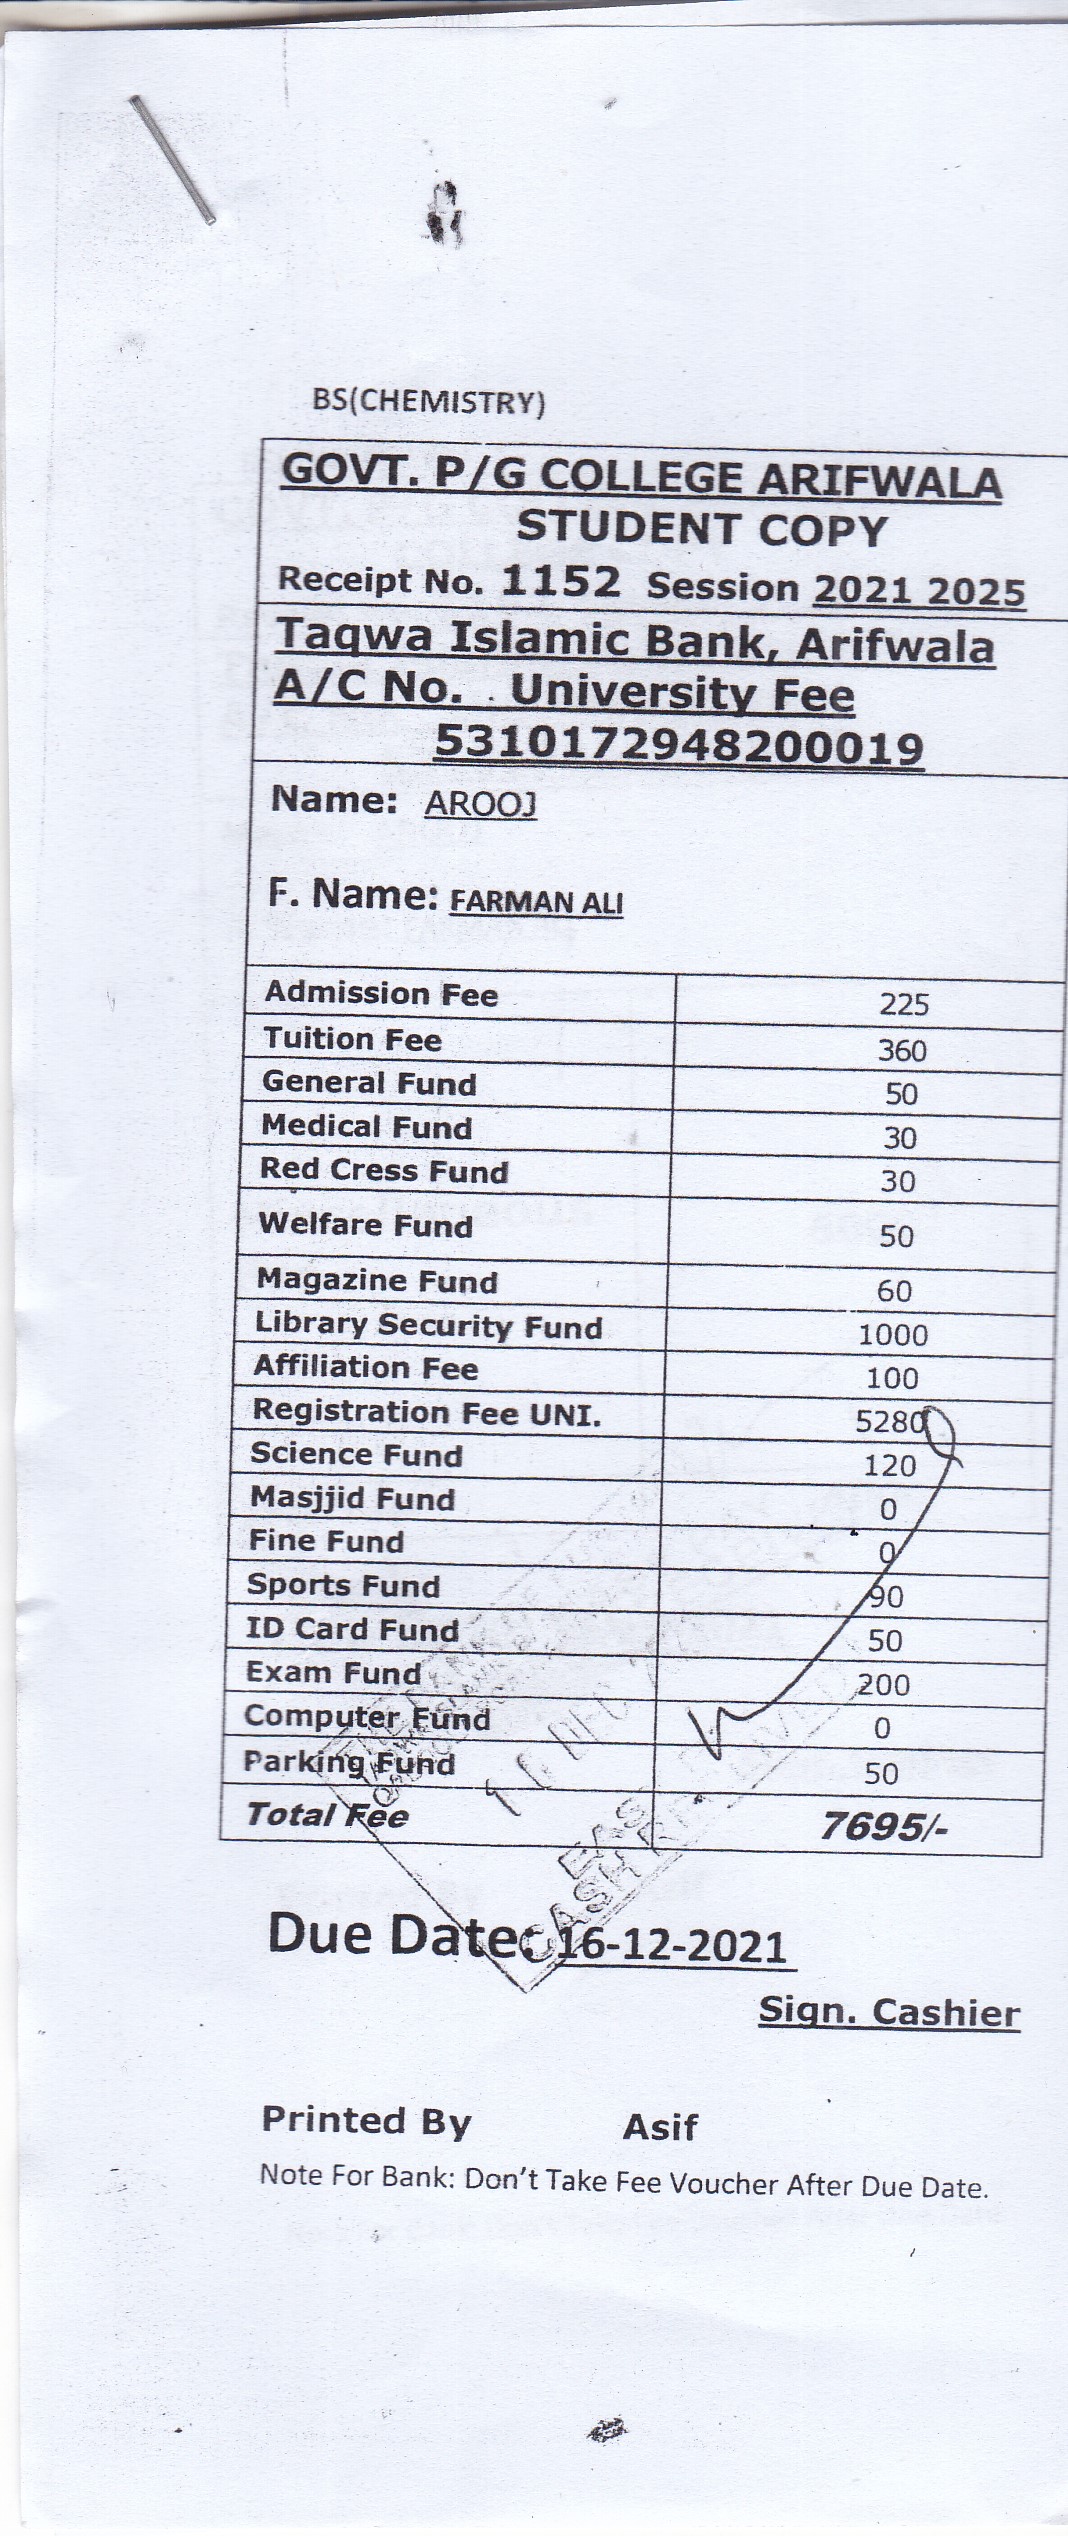 BS(CHEMISTRY)
GOVT. P/G COLLEGE ARIFWALA
STUDENT COPY
Receipt No. 1152 Session 2021 2025
Taqwa Islamic Bank, Arifwala
A/C No. . University Fee
5310172948200019
Name: AROOJ
F. Name: FARMAN ALI
Admission Fee 225
Tuition Fee 360
General Fund 50
Medical Fund 30
Red Cress Fund 30
Welfare Fund 50
Magazine Fund 60
Library Security Fund 1000
Affiliation Fee 100
Registration Fee UNI. 5280
Science Fund 120
Masjjid Fund 0
Fine Fund 0
Sports Fund 90
ID Card Fund 50
Exam Fund 200
Computer Fund 0
Parking Fund 50
Total Fee 7695/-
CASH
Due Date: 16-12-2021
Sign. Cashier
Printed By Asif
Note For Bank: Don't Take Fee Voucher After Due Date.